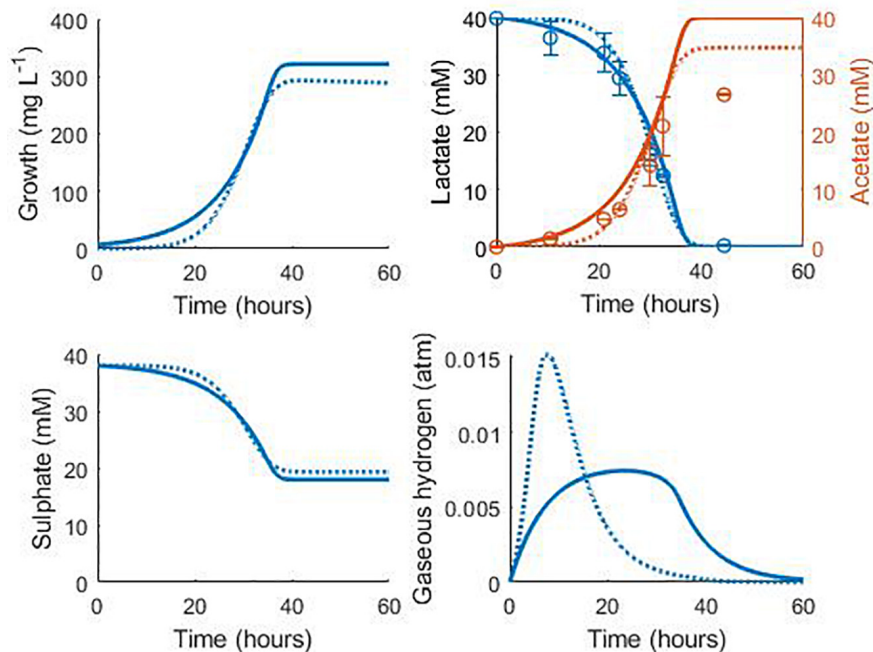 400
300
200
100
0
Growth (mg L⁻¹)
0 20 40 60
Time (hours)
40
30
20
10
0
Lactate (mM)
40
30
20
10
0
Acetate (mM)
0 20 40 60
Time (hours)
40
30
20
10
0
Sulphate (mM)
0 20 40 60
Time (hours)
0.015
0.01
0.005
0
Gaseous hydrogen (atm)
0 20 40 60
Time (hours)